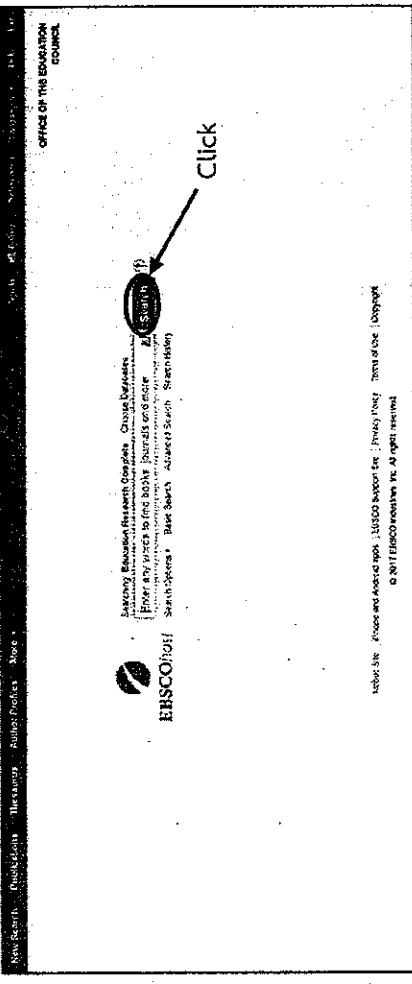 New Search Publications Thesaurus Author Profiles More
OFFICE OF THE EDUCATION
COUNCIL
Searching: Education Research Complete Choose Databases
Enter any words to find books, journals and more
Search
Click
EBSCOhost
Search Options Basic Search Advanced Search Search History
Mobile Site iPhone and Android apps EBSCO Support Site Privacy Policy Terms of Use Copyright
© 2017 EBSCO Industries, Inc. All rights reserved.